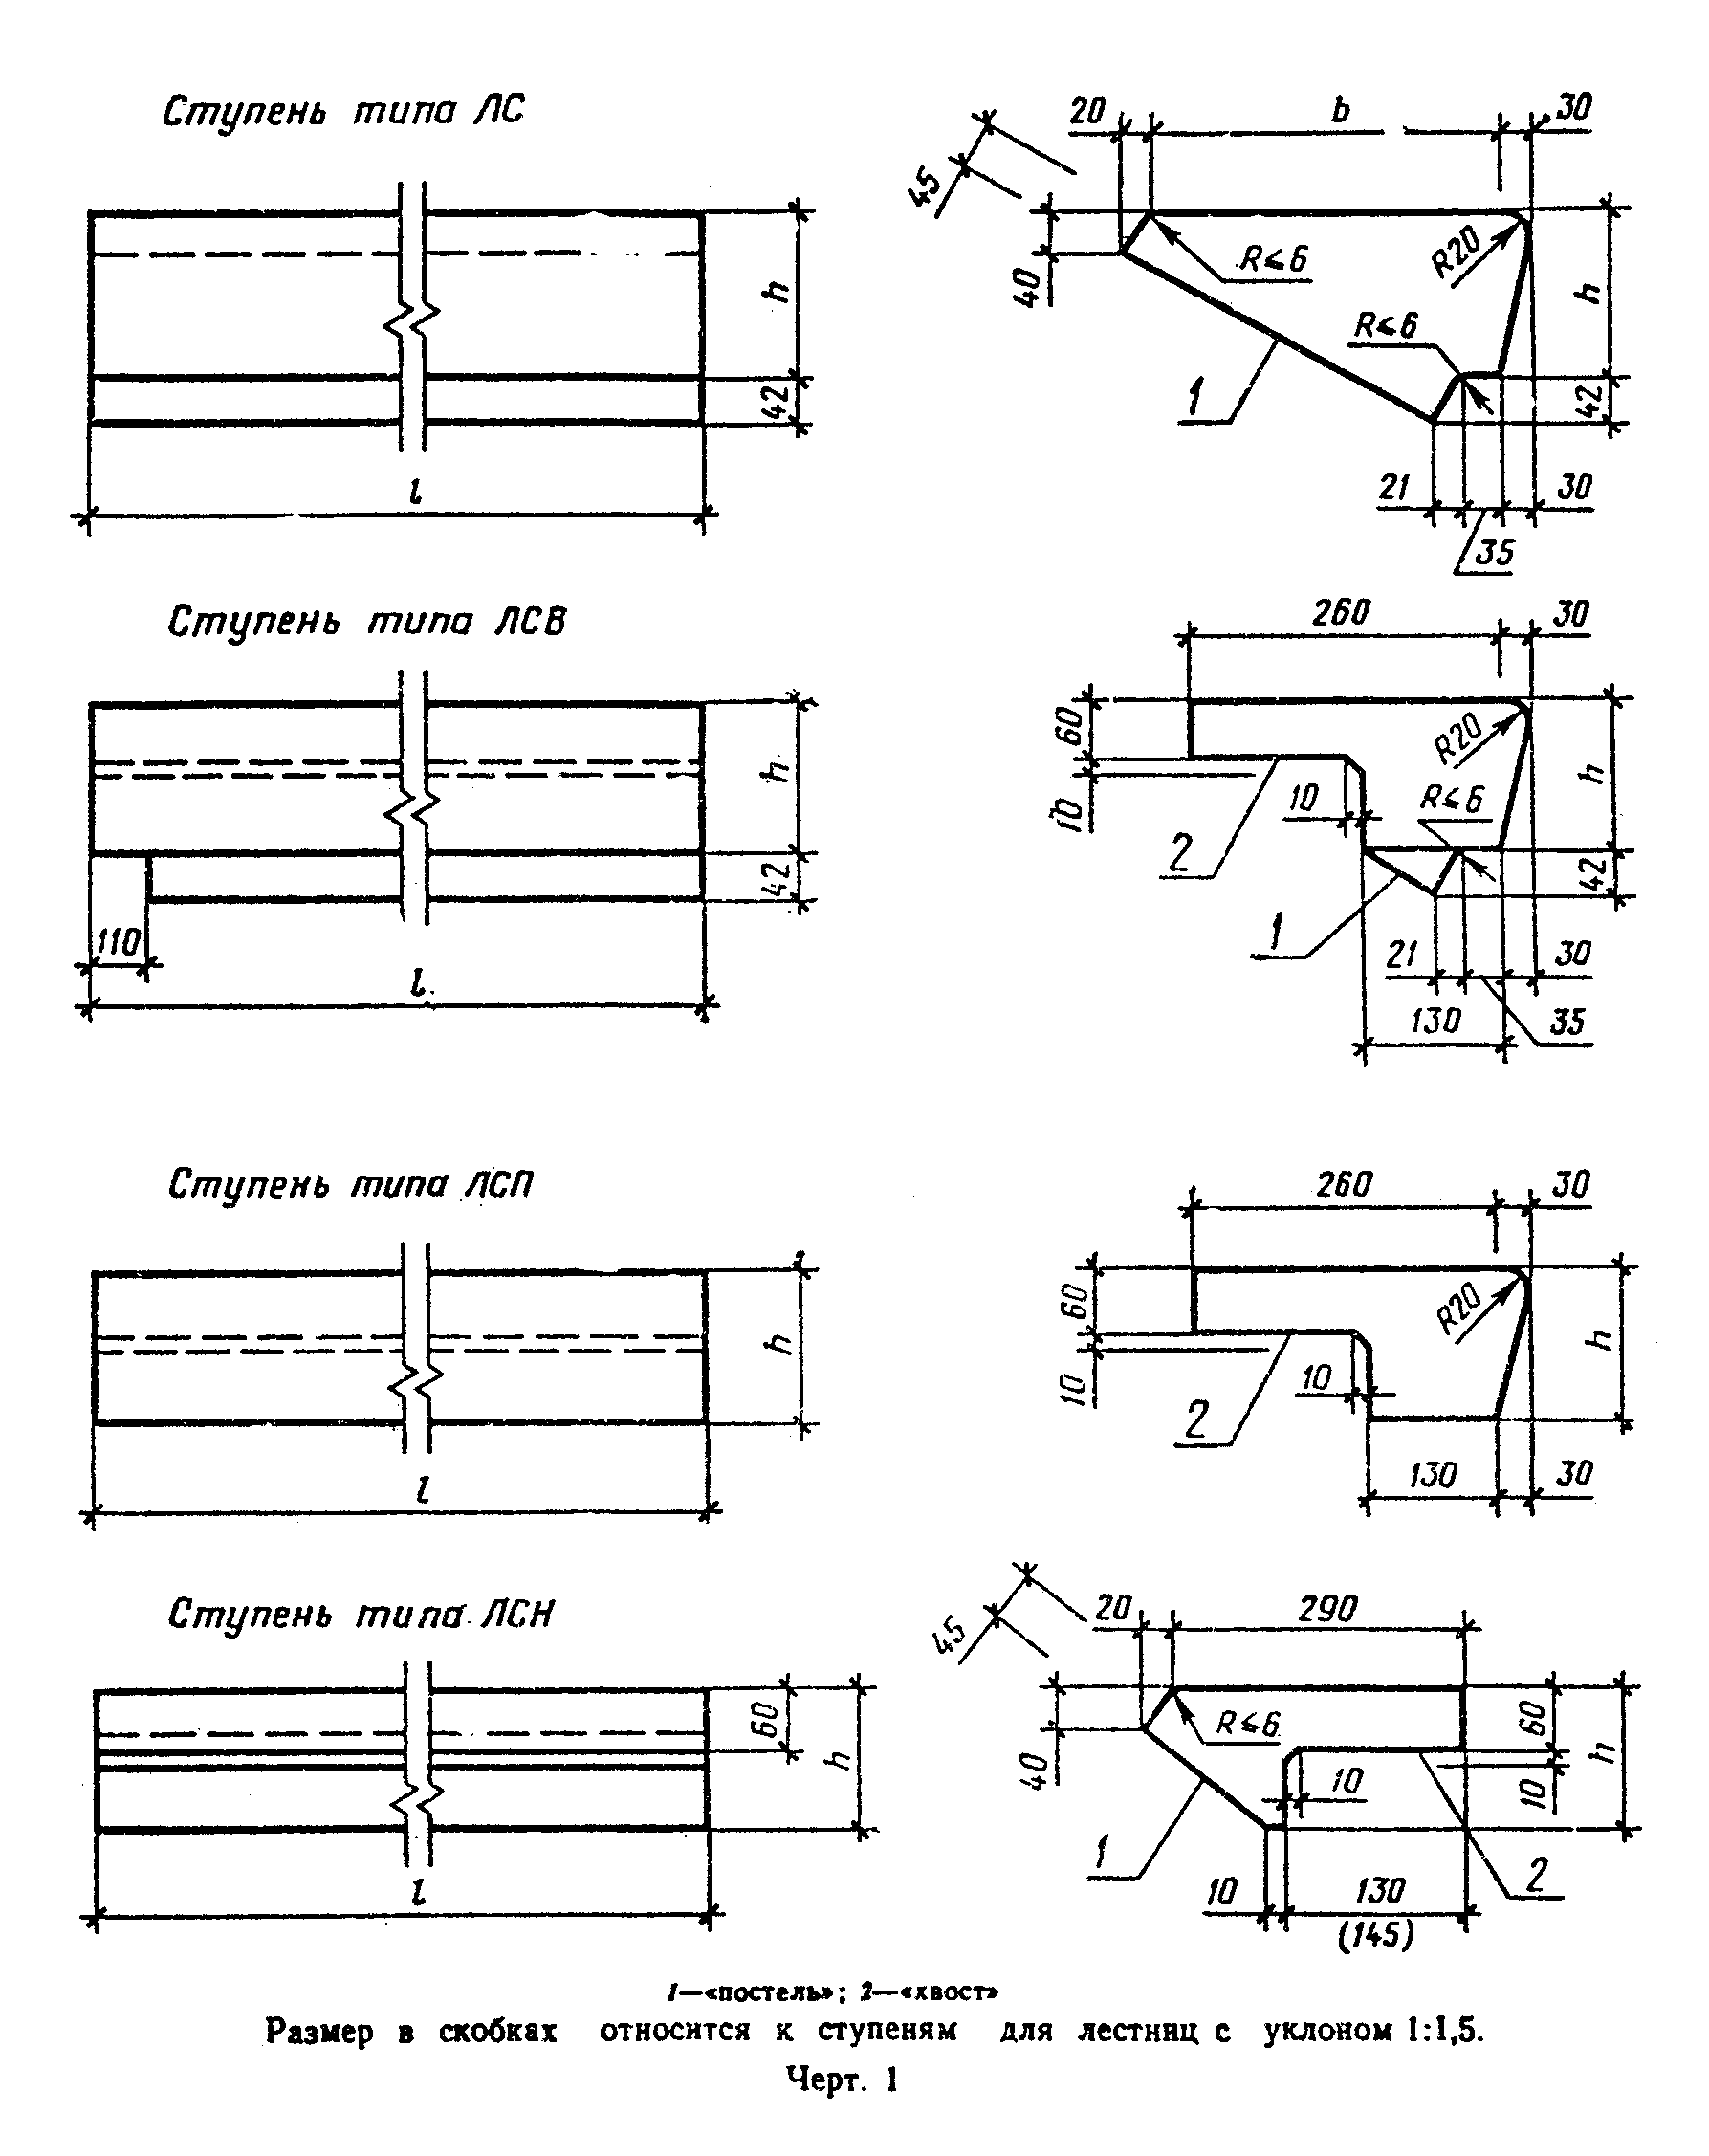 Ступень типа ЛС
20 b 30
45
40
R≤6
R20
h
h
R≤6
1
42
42
l
21
30
35
Ступень типа ЛСВ
260 30
60
R20
h
h
10
10
R≤6
2
42
42
1
110
l
21
30
130
35
Ступень типа ЛСП
260 30
60
R20
h
h
10
10
2
l
130
30
Ступень типа ЛСН
20 290
45
60
h
R≤6
60
h
40
10
10
1
2
l
10
130
(145)
1—«постель»; 2—«хвост»
Размер в скобках относится к ступеням для лестниц с уклоном 1:1,5.
Черт. 1